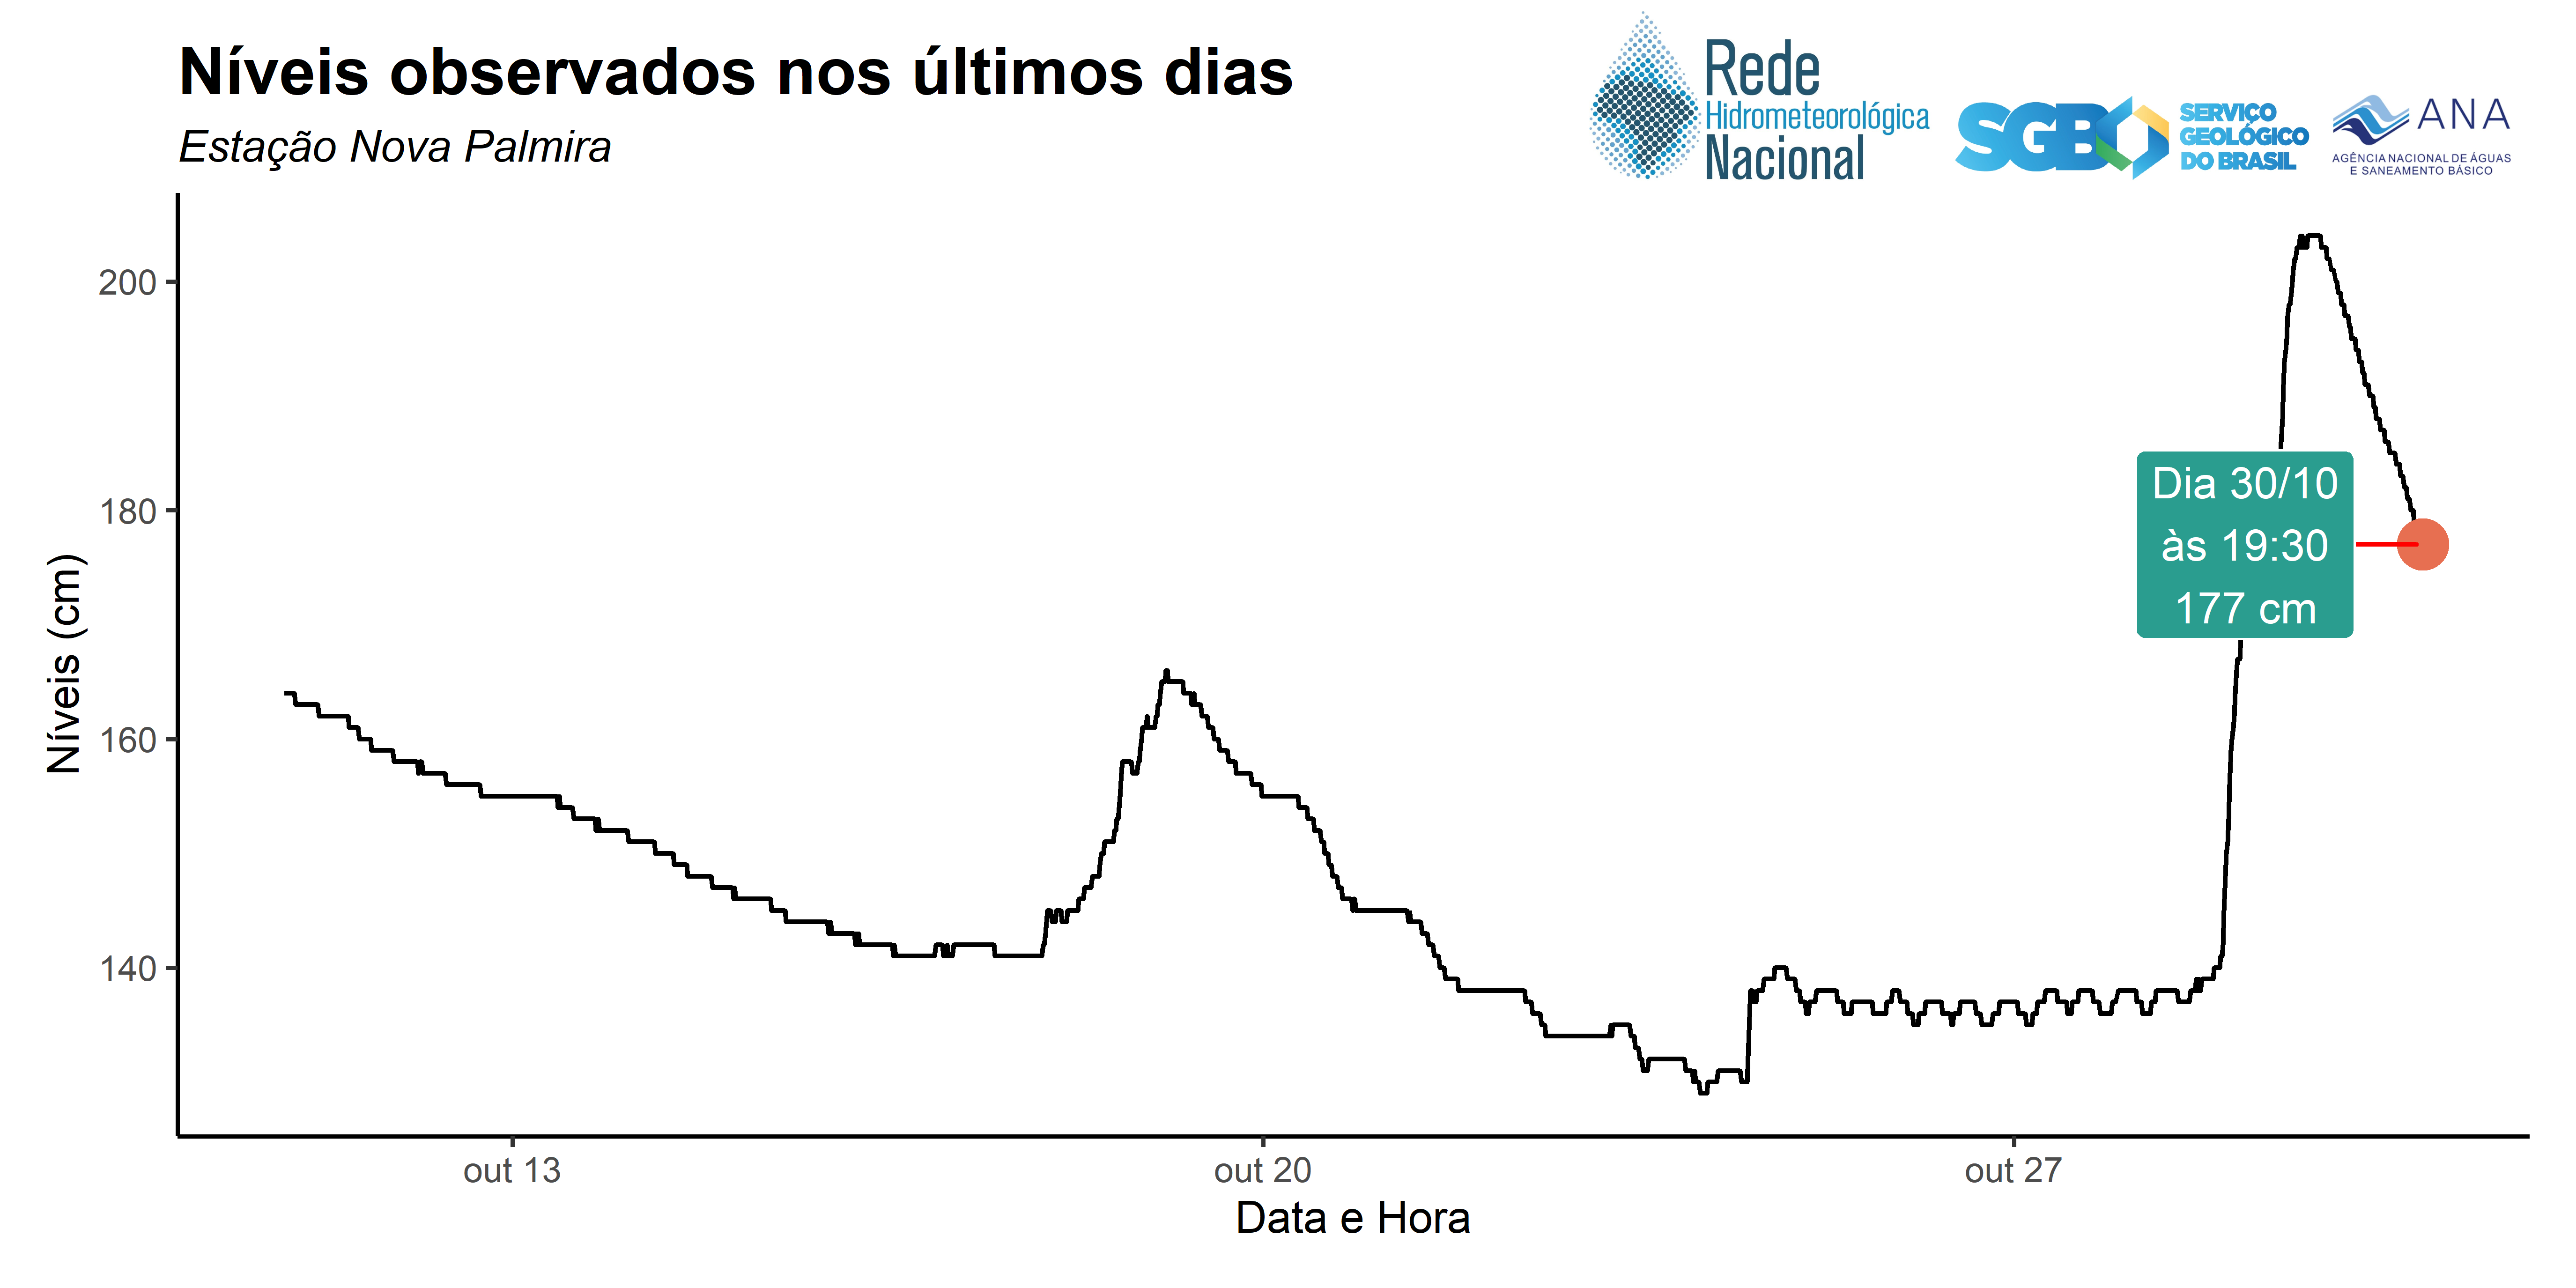 Níveis observados nos últimos dias
Estação Nova Palmira
Rede
Hidrometeorológica
Nacional
SGB
SERVIÇO
GEOLÓGICO
DO BRASIL
ANA
AGÊNCIA NACIONAL DE ÁGUAS
E SANEAMENTO BÁSICO
Níveis (cm)
200
180
160
140
Dia 30/10
às 19:30
177 cm
out 13
out 20
out 27
Data e Hora